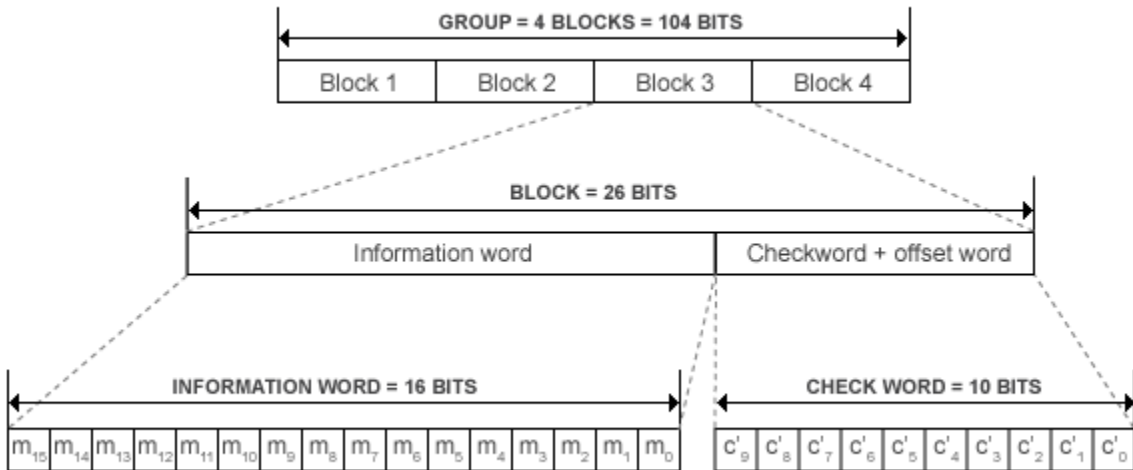 GROUP = 4 BLOCKS = 104 BITS
Block 1 Block 2 Block 3 Block 4
BLOCK = 26 BITS
Information word Checkword + offset word
INFORMATION WORD = 16 BITS CHECK WORD = 10 BITS
m₁₅ m₁₄ m₁₃ m₁₂ m₁₁ m₁₀ m₉ m₈ m₇ m₆ m₅ m₄ m₃ m₂ m₁ m₀ c'₉ c'₈ c'₇ c'₆ c'₅ c'₄ c'₃ c'₂ c'₁ c'₀